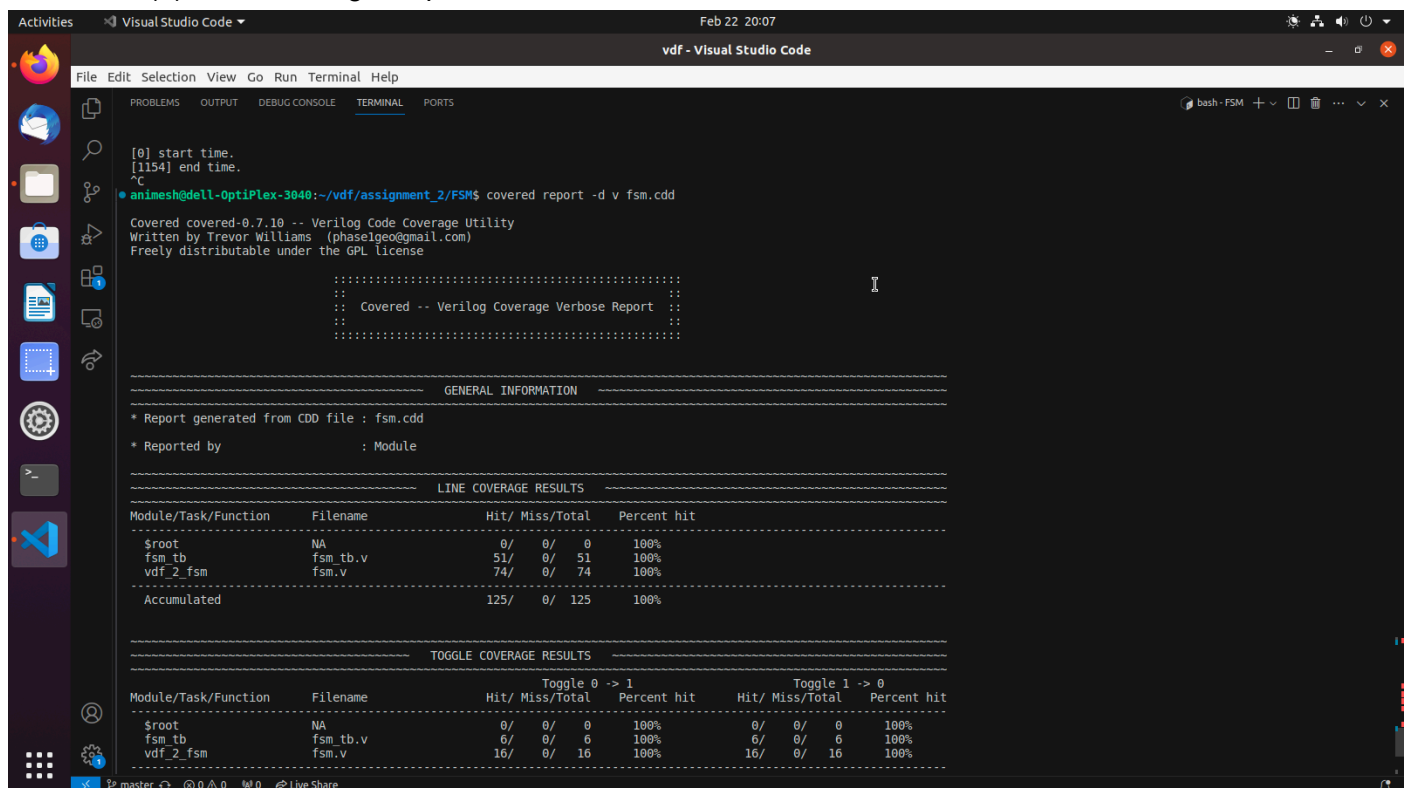 Activities Visual Studio Code Feb 22 20:07
vdf - Visual Studio Code
File Edit Selection View Go Run Terminal Help
PROBLEMS OUTPUT DEBUG CONSOLE TERMINAL PORTS bash - FSM
[0] start time.
[1154] end time.
^C
animesh@dell-OptiPlex-3040:~/vdf/assignment_2/FSM$ covered report -d v fsm.cdd
Covered covered-0.7.10 -- Verilog Code Coverage Utility
Written by Trevor Williams (phase1geo@gmail.com)
Freely distributable under the GPL license
:::::::::::::::::::::::::::::::::::::::::::::::::::
:: ::
:: Covered -- Verilog Coverage Verbose Report ::
:: ::
:::::::::::::::::::::::::::::::::::::::::::::::::::
GENERAL INFORMATION
* Report generated from CDD file : fsm.cdd
* Reported by : Module
LINE COVERAGE RESULTS
Module/Task/Function Filename Hit/ Miss/Total Percent hit
$root NA 0/ 0/ 0 100%
fsm_tb fsm_tb.v 51/ 0/ 51 100%
vdf_2_fsm fsm.v 74/ 0/ 74 100%
Accumulated 125/ 0/ 125 100%
TOGGLE COVERAGE RESULTS
Toggle 0 -> 1 Toggle 1 -> 0
Module/Task/Function Filename Hit/ Miss/Total Percent hit Hit/ Miss/Total Percent hit
$root NA 0/ 0/ 0 100% 0/ 0/ 0 100%
fsm_tb fsm_tb.v 6/ 0/ 6 100% 6/ 0/ 6 100%
vdf_2_fsm fsm.v 16/ 0/ 16 100% 16/ 0/ 16 100%
master 0 0 0 Live Share